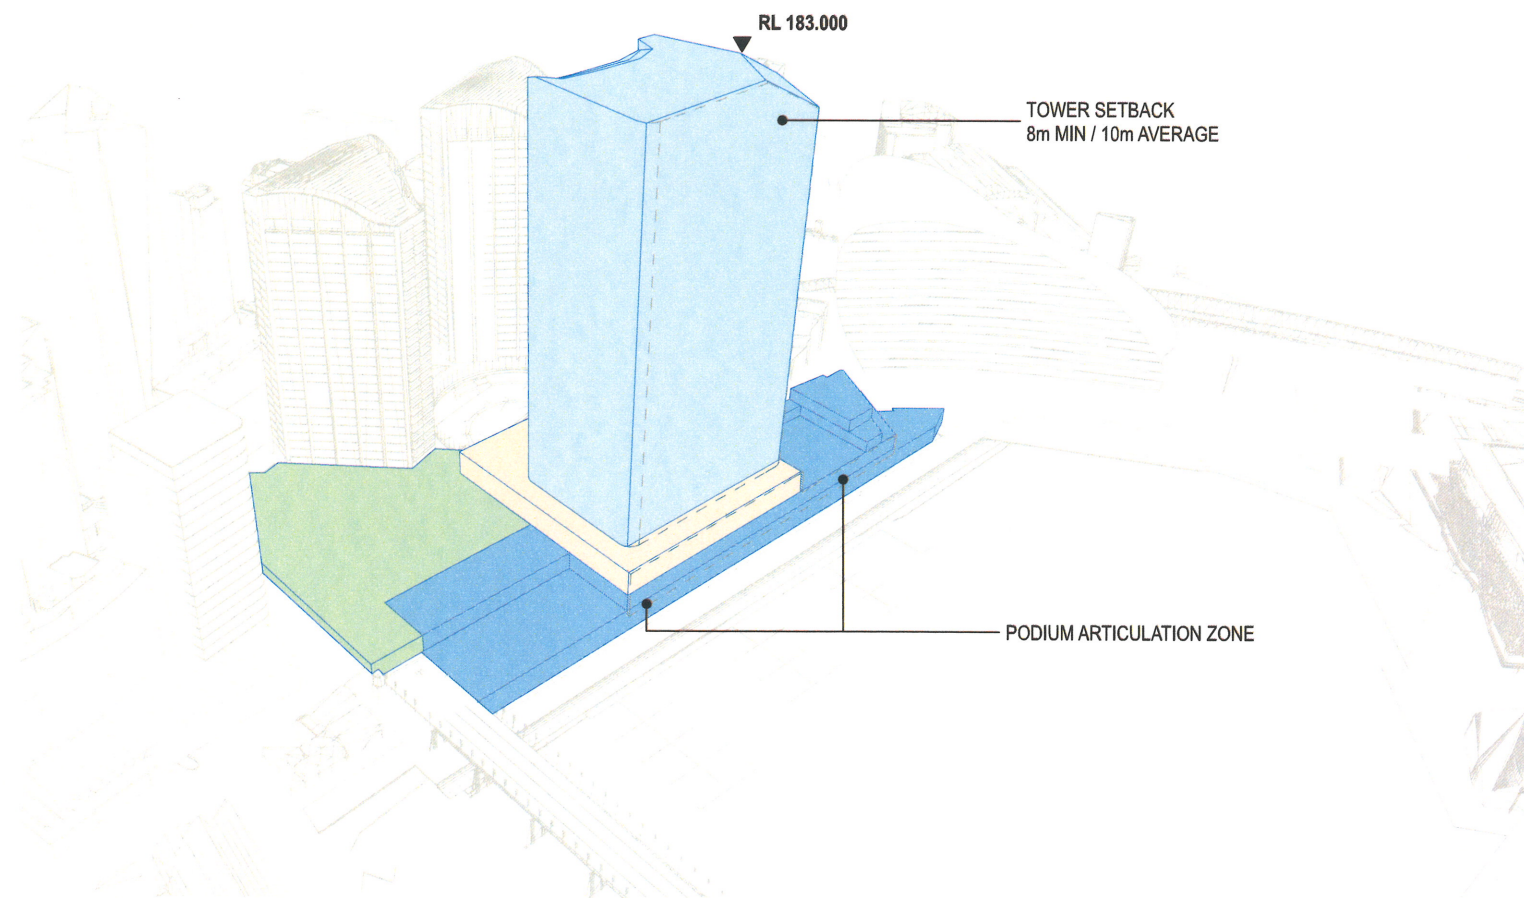 RL 183.000
TOWER SETBACK
8m MIN / 10m AVERAGE
PODIUM ARTICULATION ZONE